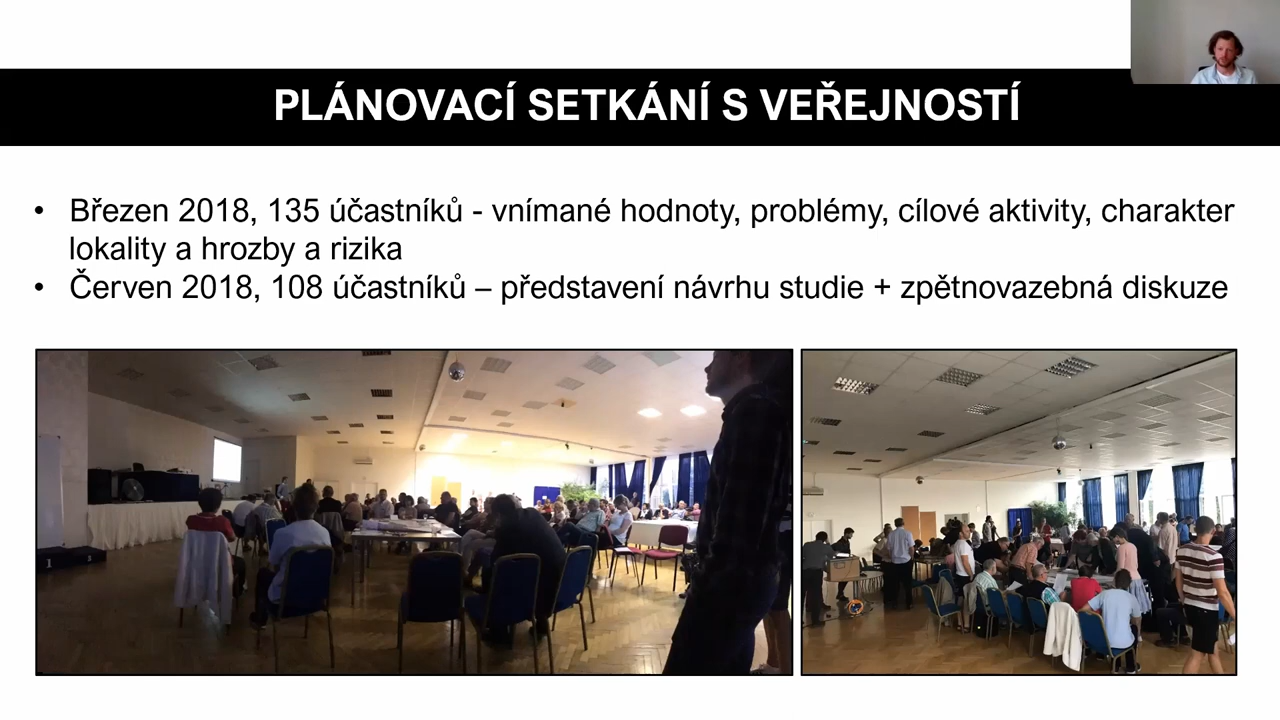 PLÁNOVACÍ SETKÁNÍ S VEŘEJNOSTÍ
• Březen 2018, 135 účastníků - vnímané hodnoty, problémy, cílové aktivity, charakter
lokality a hrozby a rizika
• Červen 2018, 108 účastníků – představení návrhu studie + zpětnovazebná diskuze
1